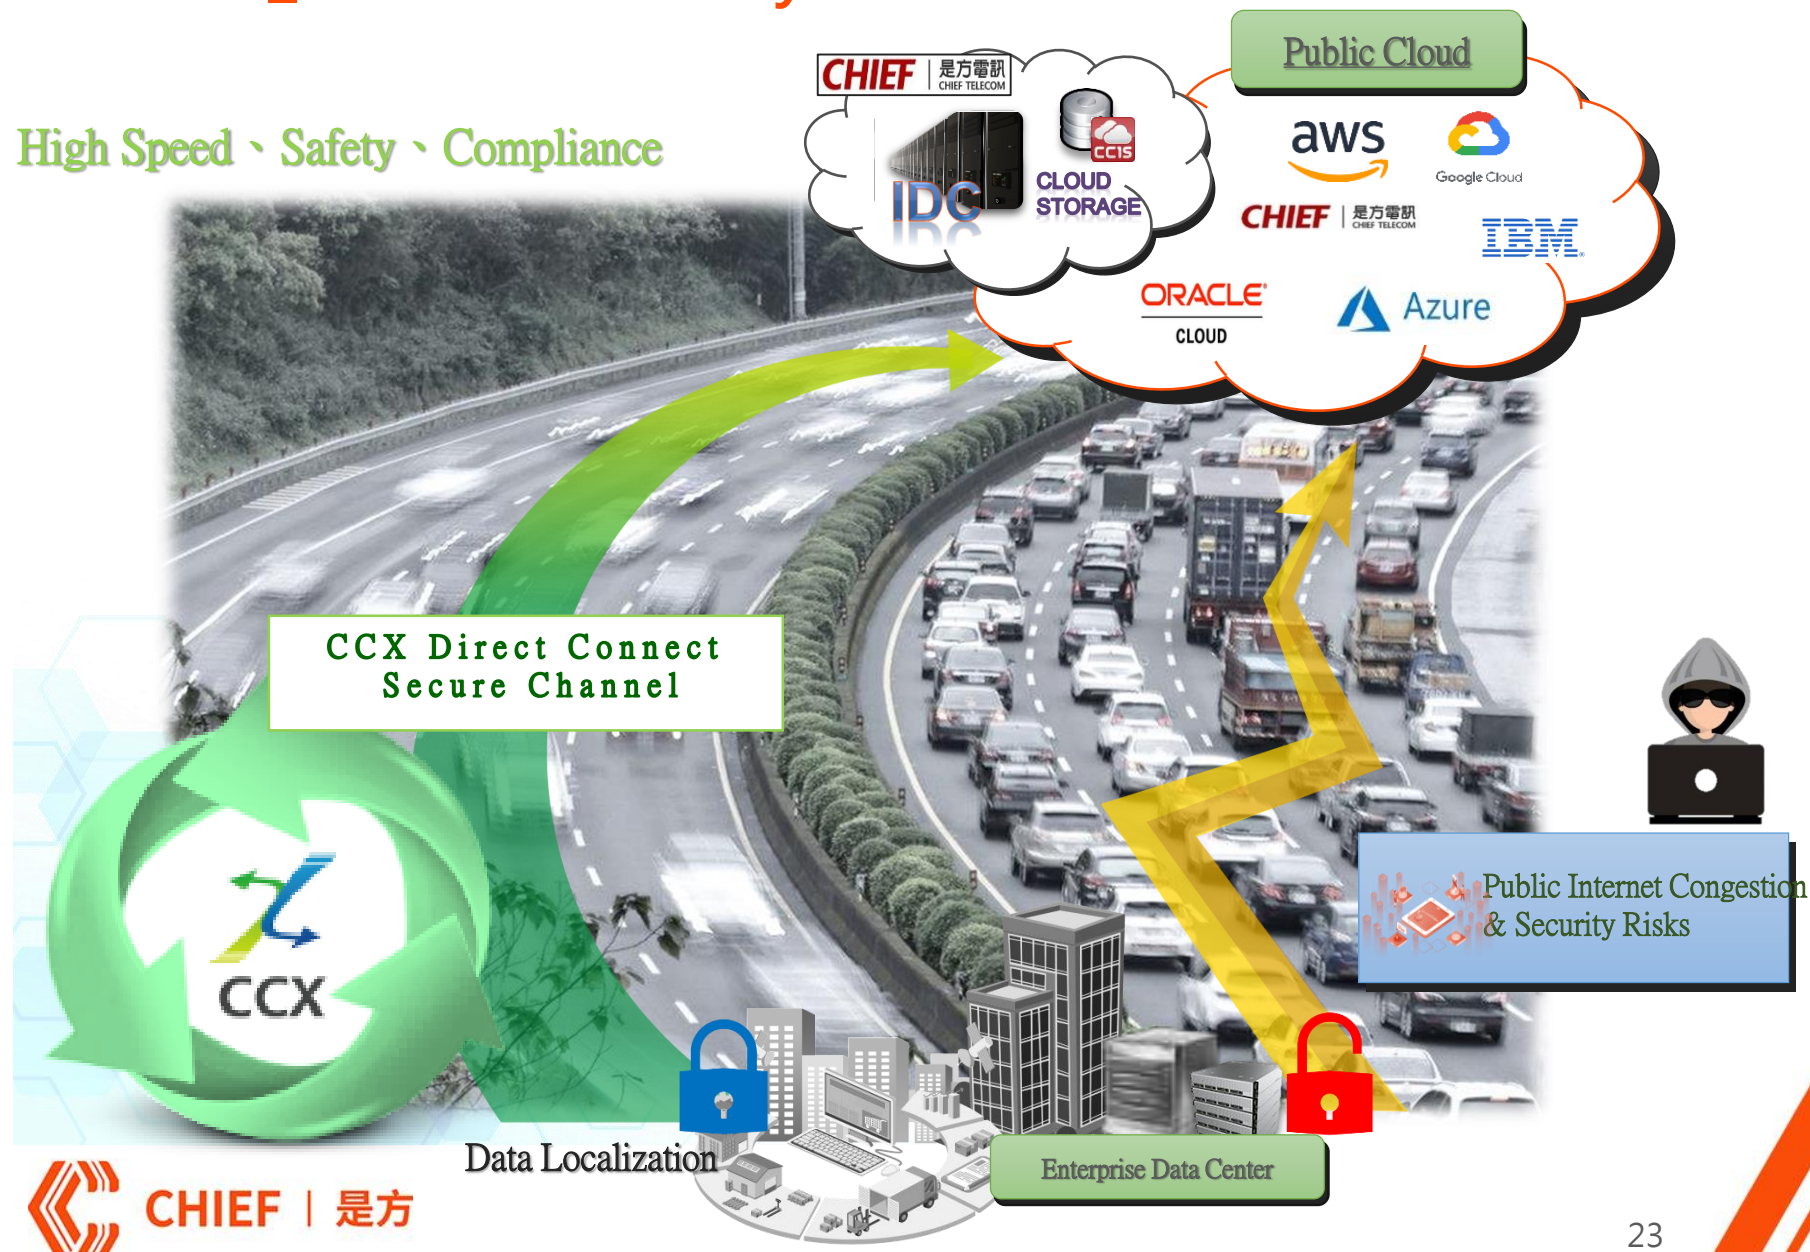 Public Cloud
CHIEF 是方電訊
CHIEF TELECOM
High Speed、Safety、Compliance
IDC
CCIS
CLOUD
STORAGE
aws
Google Cloud
CHIEF 是方電訊
CHIEF TELECOM
IBM
ORACLE
CLOUD
Azure
CCX Direct Connect
Secure Channel
CCX
Public Internet Congestion
& Security Risks
Data Localization
Enterprise Data Center
CHIEF | 是方
23